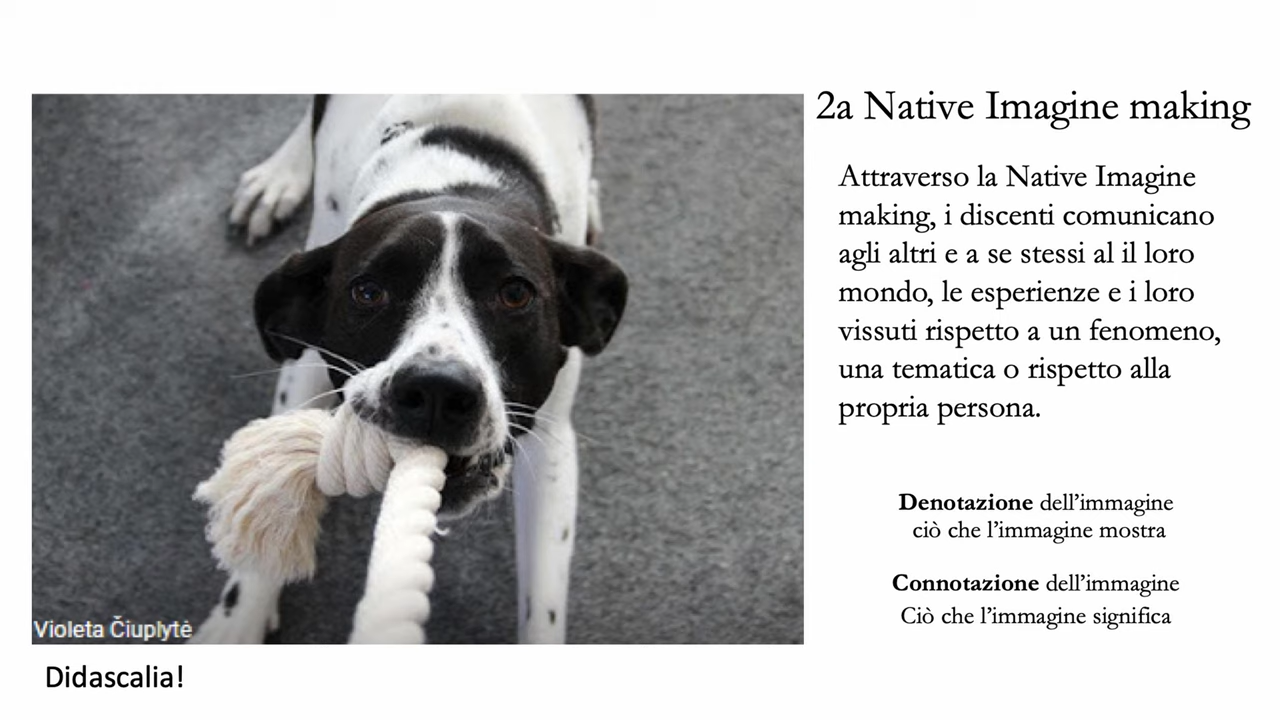 2a Native Imagine making
Attraverso la Native Imagine
making, i discenti comunicano
agli altri e a se stessi al il loro
mondo, le esperienze e i loro
vissuti rispetto a un fenomeno,
una tematica o rispetto alla
propria persona.
Denotazione dell’immagine
ciò che l’immagine mostra
Connotazione dell’immagine
Ciò che l’immagine significa
Violeta Čiuplytė
Didascalia!